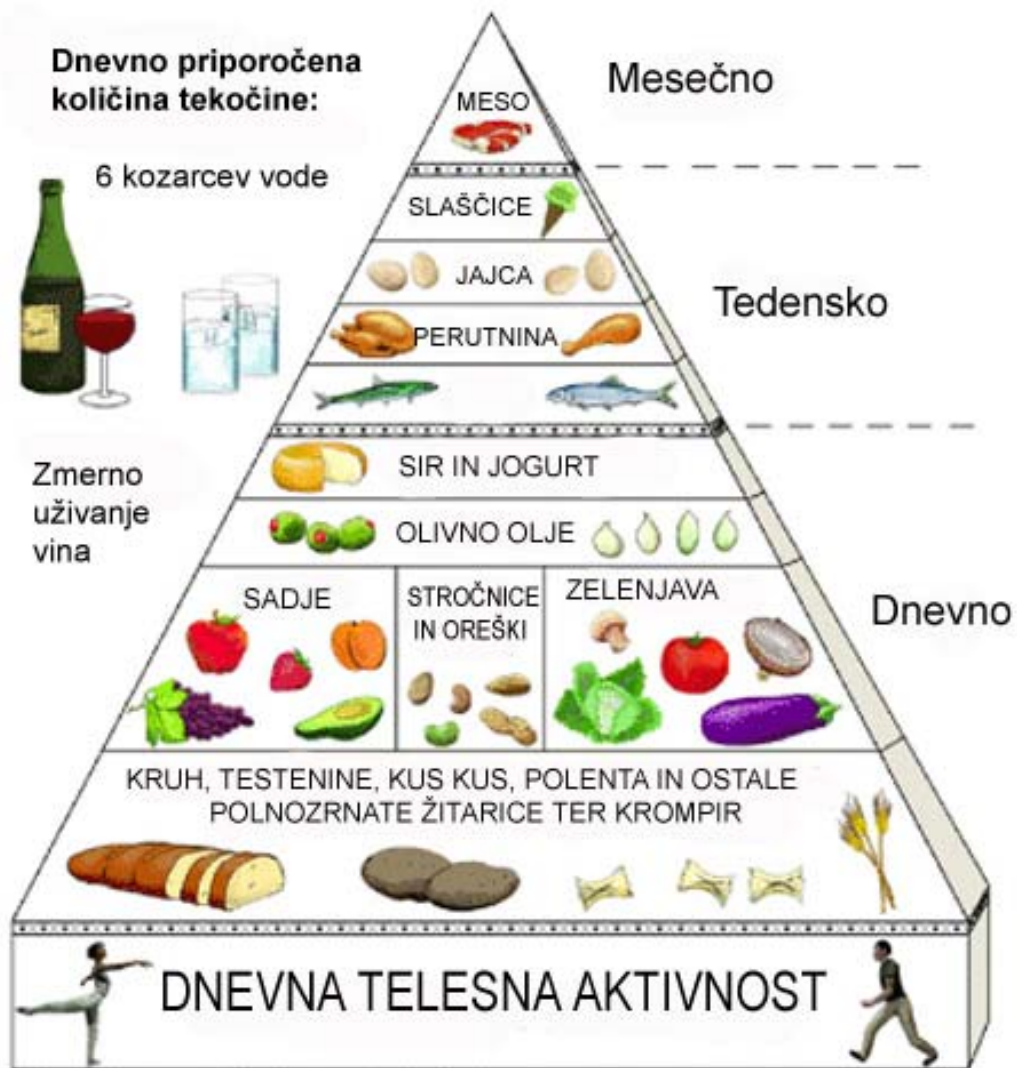 Dnevno priporočena
količina tekočine:
6 kozarcev vode
Zmerno
uživanje
vina
MESO
Mesečno
SLAŠČICE
JAJCA
PERUTNINA
Tedensko
SIR IN JOGURT
OLIVNO OLJE
SADJE
STROČNICE
IN OREŠKI
ZELENJAVA
Dnevno
KRUH, TESTENINE, KUS KUS, POLENTA IN OSTALE
POLNOZRNATE ŽITARICE TER KROMPIR
DNEVNA TELESNA AKTIVNOST